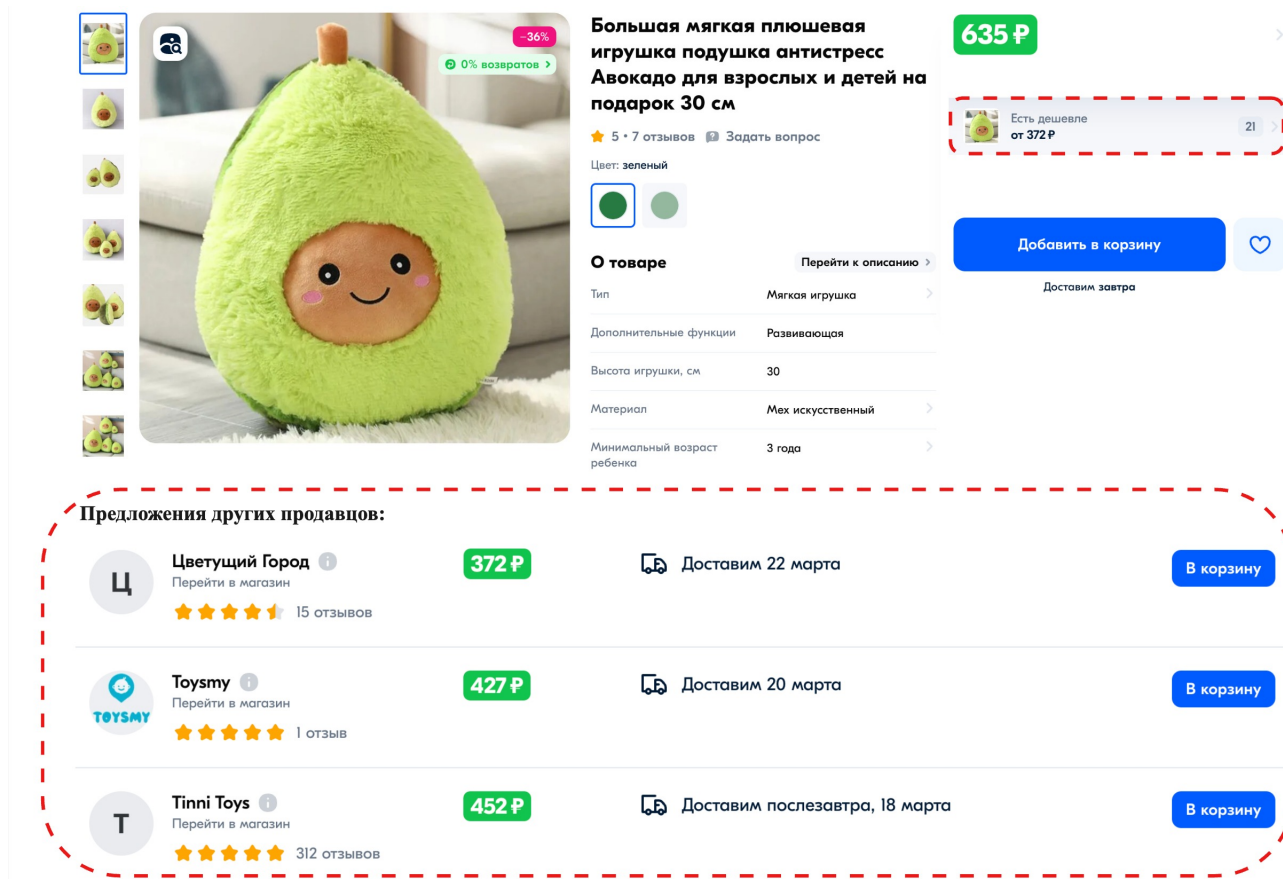 -36%
0% возвратов
Большая мягкая плюшевая
игрушка подушка антистресс
Авокадо для взрослых и детей на
подарок 30 см
5 • 7 отзывов
Задать вопрос
Цвет: зеленый
О товаре
Перейти к описанию
Тип
Мягкая игрушка
Дополнительные функции
Развивающая
Высота игрушки, см
30
Материал
Мех искусственный
Минимальный возраст
ребенка
3 года
635 ₽
Есть дешевле
от 372 ₽
21
Добавить в корзину
Доставим завтра
Предложения других продавцов:
Ц
Цветущий Город
Перейти в магазин
15 отзывов
372 ₽
Доставим 22 марта
В корзину
TOYSMY
Toysmy
Перейти в магазин
1 отзыв
427 ₽
Доставим 20 марта
В корзину
T
Tinni Toys
Перейти в магазин
312 отзывов
452 ₽
Доставим послезавтра, 18 марта
В корзину